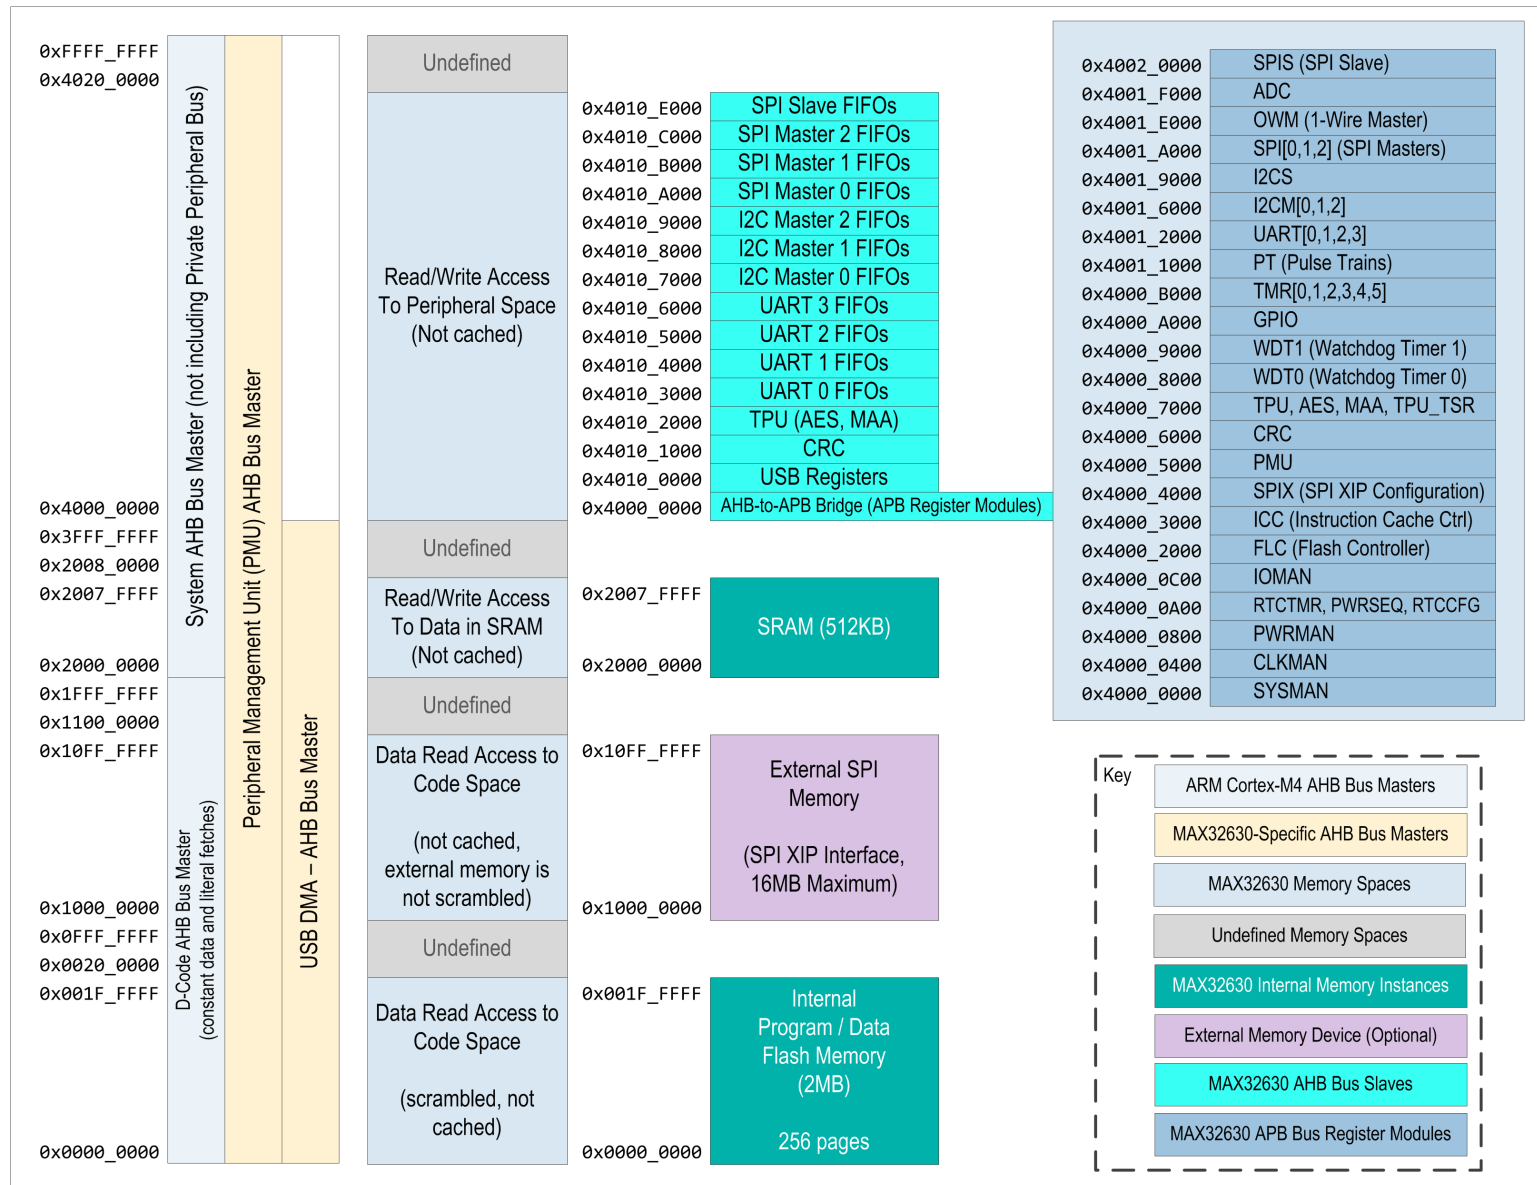 0xFFFF_FFFF
0x4020_0000
0x4000_0000
0x3FFF_FFFF
0x2008_0000
0x2007_FFFF
0x2000_0000
0x1FFF_FFFF
0x1100_0000
0x10FF_FFFF
0x1000_0000
0x0FFF_FFFF
0x0020_0000
0x001F_FFFF
0x0000_0000
System AHB Bus Master (not including Private Peripheral Bus)
D-Code AHB Bus Master
(constant data and literal fetches)
Peripheral Management Unit (PMU) AHB Bus Master
USB DMA – AHB Bus Master
Undefined
Read/Write Access
To Peripheral Space
(Not cached)
Undefined
Read/Write Access
To Data in SRAM
(Not cached)
Undefined
Data Read Access to
Code Space
(not cached,
external memory is
not scrambled)
Undefined
Data Read Access to
Code Space
(scrambled, not
cached)
0x4010_E000 SPI Slave FIFOs
0x4010_C000 SPI Master 2 FIFOs
0x4010_B000 SPI Master 1 FIFOs
0x4010_A000 SPI Master 0 FIFOs
0x4010_9000 I2C Master 2 FIFOs
0x4010_8000 I2C Master 1 FIFOs
0x4010_7000 I2C Master 0 FIFOs
0x4010_6000 UART 3 FIFOs
0x4010_5000 UART 2 FIFOs
0x4010_4000 UART 1 FIFOs
0x4010_3000 UART 0 FIFOs
0x4010_2000 TPU (AES, MAA)
0x4010_1000 CRC
0x4010_0000 USB Registers
0x4000_0000 AHB-to-APB Bridge (APB Register Modules)
0x2007_FFFF
SRAM (512KB)
0x2000_0000
0x10FF_FFFF
External SPI
Memory
(SPI XIP Interface,
16MB Maximum)
0x1000_0000
0x001F_FFFF
Internal
Program / Data
Flash Memory
(2MB)
256 pages
0x0000_0000
0x4002_0000 SPIS (SPI Slave)
0x4001_F000 ADC
0x4001_E000 OWM (1-Wire Master)
0x4001_A000 SPI[0,1,2] (SPI Masters)
0x4001_9000 I2CS
0x4001_6000 I2CM[0,1,2]
0x4001_2000 UART[0,1,2,3]
0x4001_1000 PT (Pulse Trains)
0x4000_B000 TMR[0,1,2,3,4,5]
0x4000_A000 GPIO
0x4000_9000 WDT1 (Watchdog Timer 1)
0x4000_8000 WDT0 (Watchdog Timer 0)
0x4000_7000 TPU, AES, MAA, TPU_TSR
0x4000_6000 CRC
0x4000_5000 PMU
0x4000_4000 SPIX (SPI XIP Configuration)
0x4000_3000 ICC (Instruction Cache Ctrl)
0x4000_2000 FLC (Flash Controller)
0x4000_0C00 IOMAN
0x4000_0A00 RTCTMR, PWRSEQ, RTCCFG
0x4000_0800 PWRMAN
0x4000_0400 CLKMAN
0x4000_0000 SYSMAN
Key
ARM Cortex-M4 AHB Bus Masters
MAX32630-Specific AHB Bus Masters
MAX32630 Memory Spaces
Undefined Memory Spaces
MAX32630 Internal Memory Instances
External Memory Device (Optional)
MAX32630 AHB Bus Slaves
MAX32630 APB Bus Register Modules